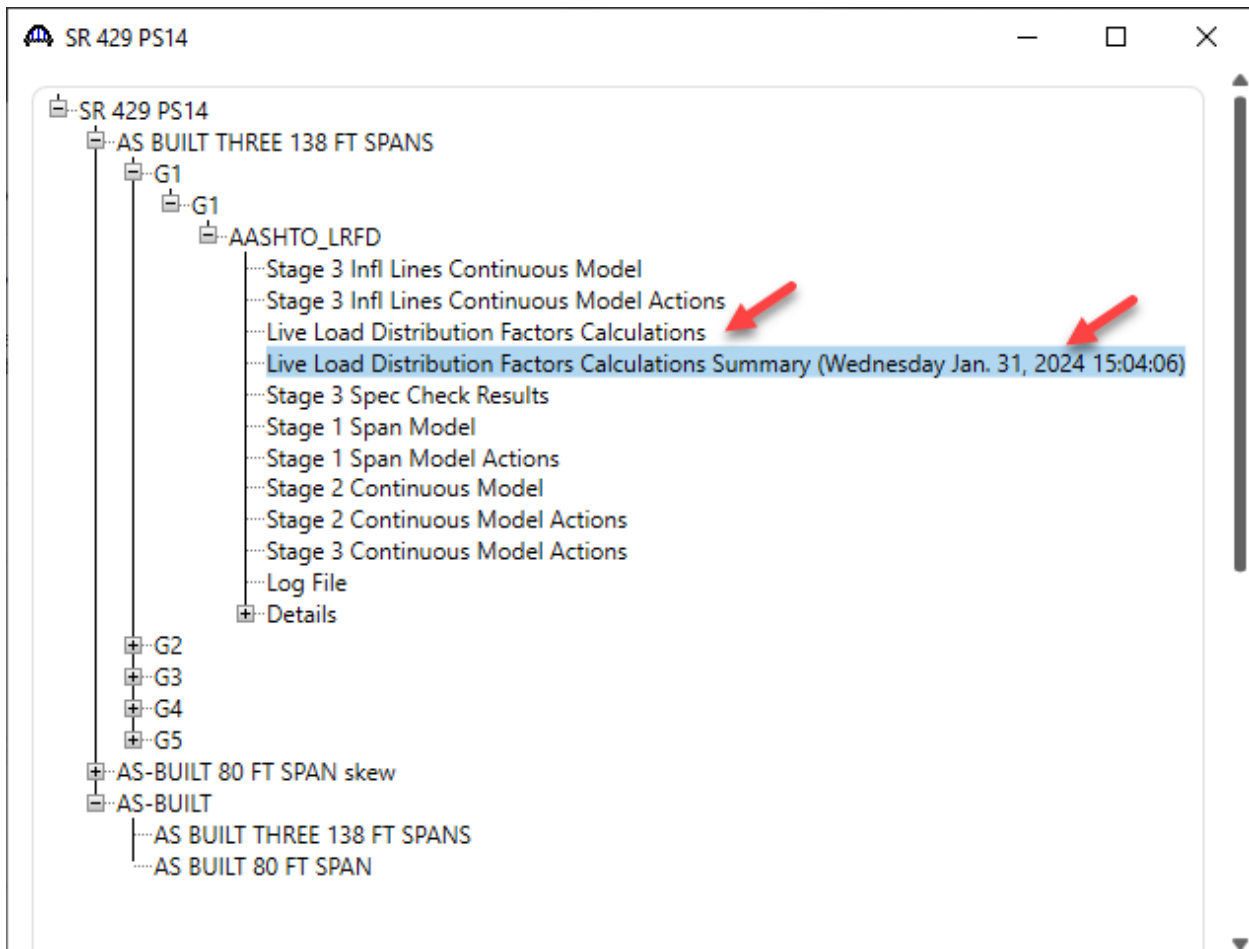 SR 429 PS14
SR 429 PS14
AS BUILT THREE 138 FT SPANS
G1
G1
AASHTO_LRFD
Stage 3 Infl Lines Continuous Model
Stage 3 Infl Lines Continuous Model Actions
Live Load Distribution Factors Calculations
Live Load Distribution Factors Calculations Summary (Wednesday Jan. 31, 2024 15:04:06)
Stage 3 Spec Check Results
Stage 1 Span Model
Stage 1 Span Model Actions
Stage 2 Continuous Model
Stage 2 Continuous Model Actions
Stage 3 Continuous Model Actions
Log File
Details
G2
G3
G4
G5
AS-BUILT 80 FT SPAN skew
AS-BUILT
AS BUILT THREE 138 FT SPANS
AS BUILT 80 FT SPAN